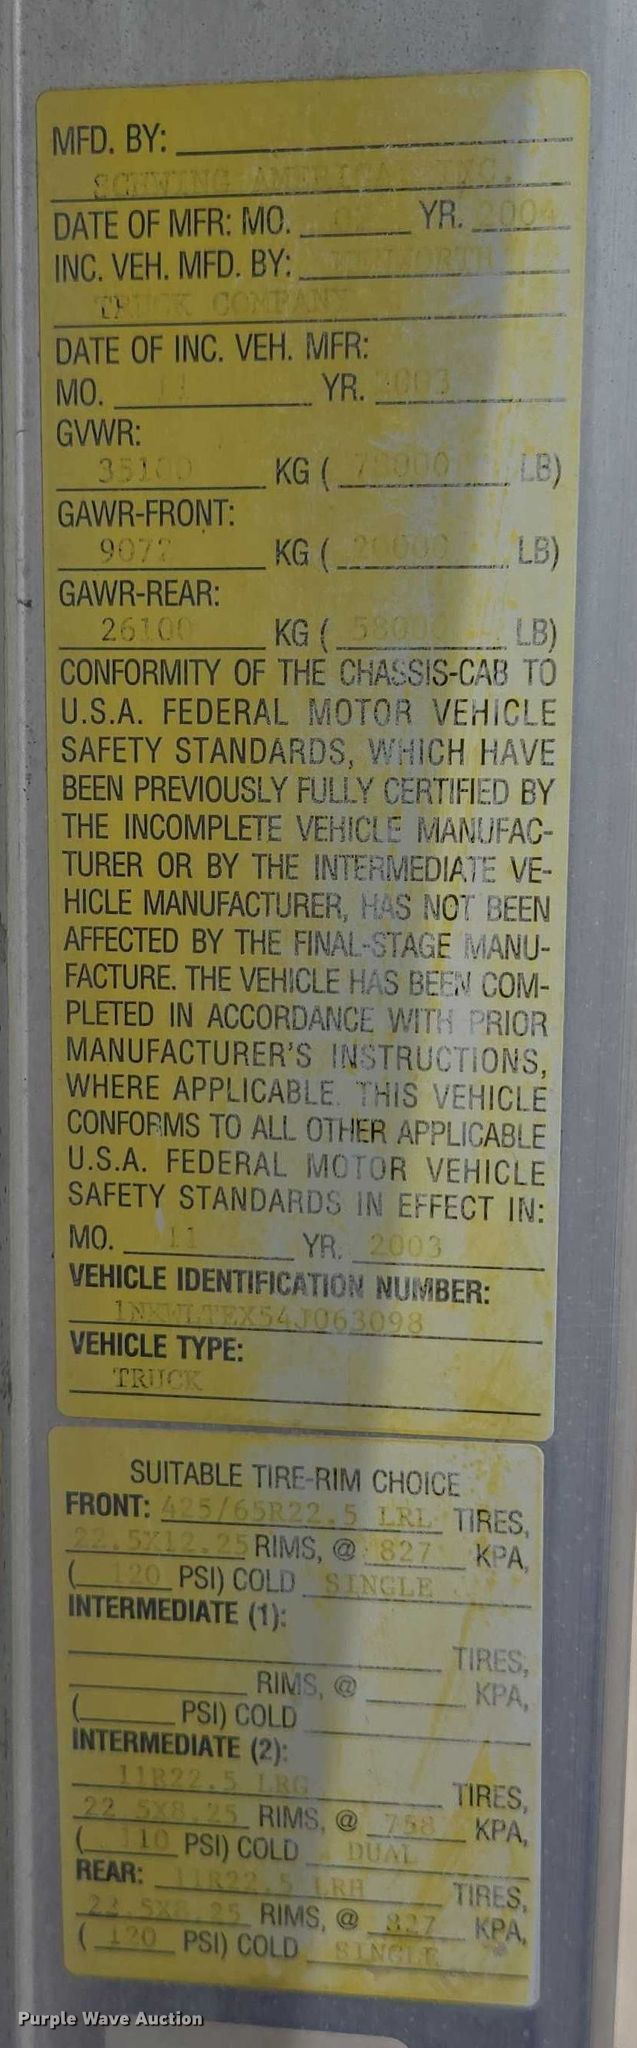 MFD. BY:
SCHWING AMERICA, INC.
DATE OF MFR: MO. YR. 2004
INC. VEH. MFD. BY: KENWORTH
TRUCK COMPANY
DATE OF INC. VEH. MFR:
MO. 11 YR. 2003
GVWR:
35100 KG ( 78000 LB)
GAWR-FRONT:
9072 KG ( 20000 LB)
GAWR-REAR:
26100 KG ( 58000 LB)
CONFORMITY OF THE CHASSIS-CAB TO
U.S.A. FEDERAL MOTOR VEHICLE
SAFETY STANDARDS, WHICH HAVE
BEEN PREVIOUSLY FULLY CERTIFIED BY
THE INCOMPLETE VEHICLE MANUFAC-
TURER OR BY THE INTERMEDIATE VE-
HICLE MANUFACTURER, HAS NOT BEEN
AFFECTED BY THE FINAL-STAGE MANU-
FACTURE. THE VEHICLE HAS BEEN COM-
PLETED IN ACCORDANCE WITH PRIOR
MANUFACTURER'S INSTRUCTIONS,
WHERE APPLICABLE. THIS VEHICLE
CONFORMS TO ALL OTHER APPLICABLE
U.S.A. FEDERAL MOTOR VEHICLE
SAFETY STANDARDS IN EFFECT IN:
MO. 11 YR. 2003
VEHICLE IDENTIFICATION NUMBER:
1NKWLTEX54J063098
VEHICLE TYPE:
TRUCK
SUITABLE TIRE-RIM CHOICE
FRONT: 425/65R22.5 LRL TIRES,
22.5X12.25 RIMS, @ 827 KPA,
( 120 PSI) COLD SINGLE
INTERMEDIATE (1):
TIRES,
RIMS, @ KPA,
( PSI) COLD
INTERMEDIATE (2):
11R22.5 LRG TIRES,
22.5X8.25 RIMS, @ 758 KPA,
( 110 PSI) COLD DUAL
REAR: 11R22.5 LRH TIRES,
22.5X8.25 RIMS, @ 827 KPA,
( 120 PSI) COLD SINGLE
Purple Wave Auction